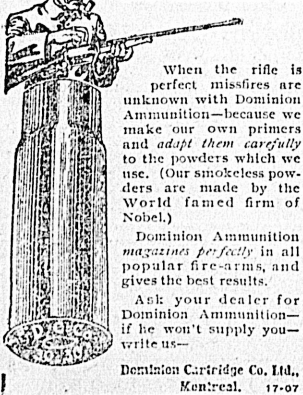 When the rifle is
perfect missfires are
unknown with Dominion
Ammunition—because we
make our own primers
and adapt them carefully
to the powders which we
use. (Our smokeless pow-
ders are made by the
World famed firm of
Nobel.)
Dominion Ammunition
magazines perfectly in all
popular fire-arms, and
gives the best results.
Ask your dealer for
Dominion Ammunition—
if he won't supply you—
write us—
Dominion Cartridge Co. Ltd.,
Montreal. 17-07